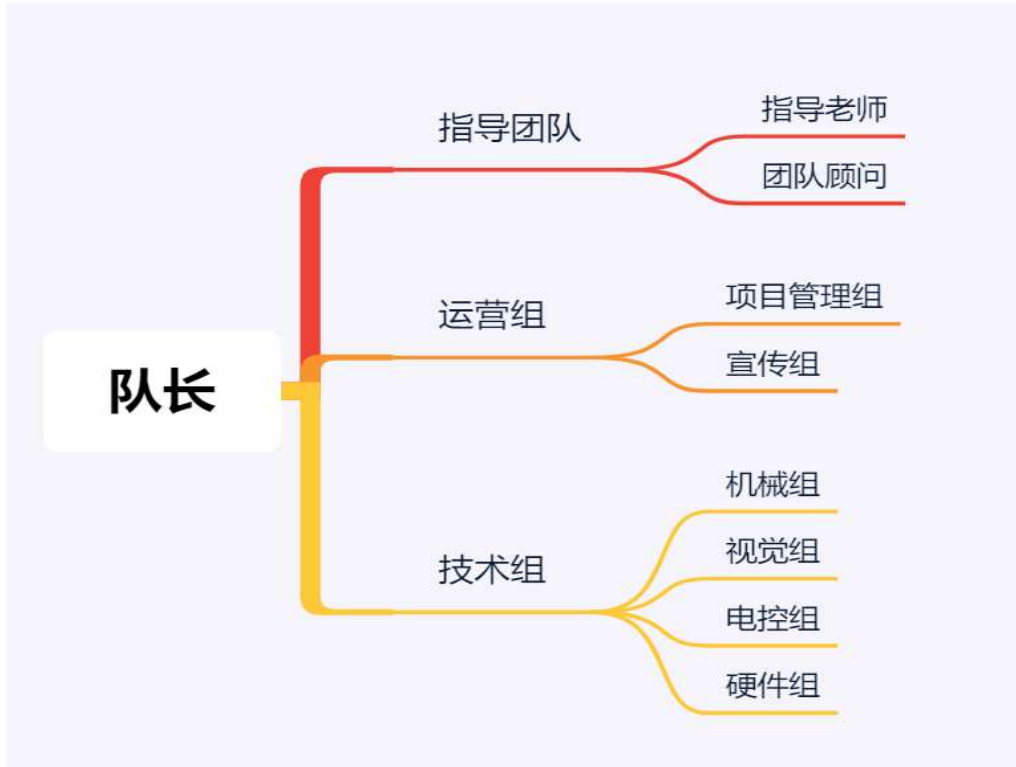 队长
指导团队
指导老师
团队顾问
运营组
项目管理组
宣传组
技术组
机械组
视觉组
电控组
硬件组